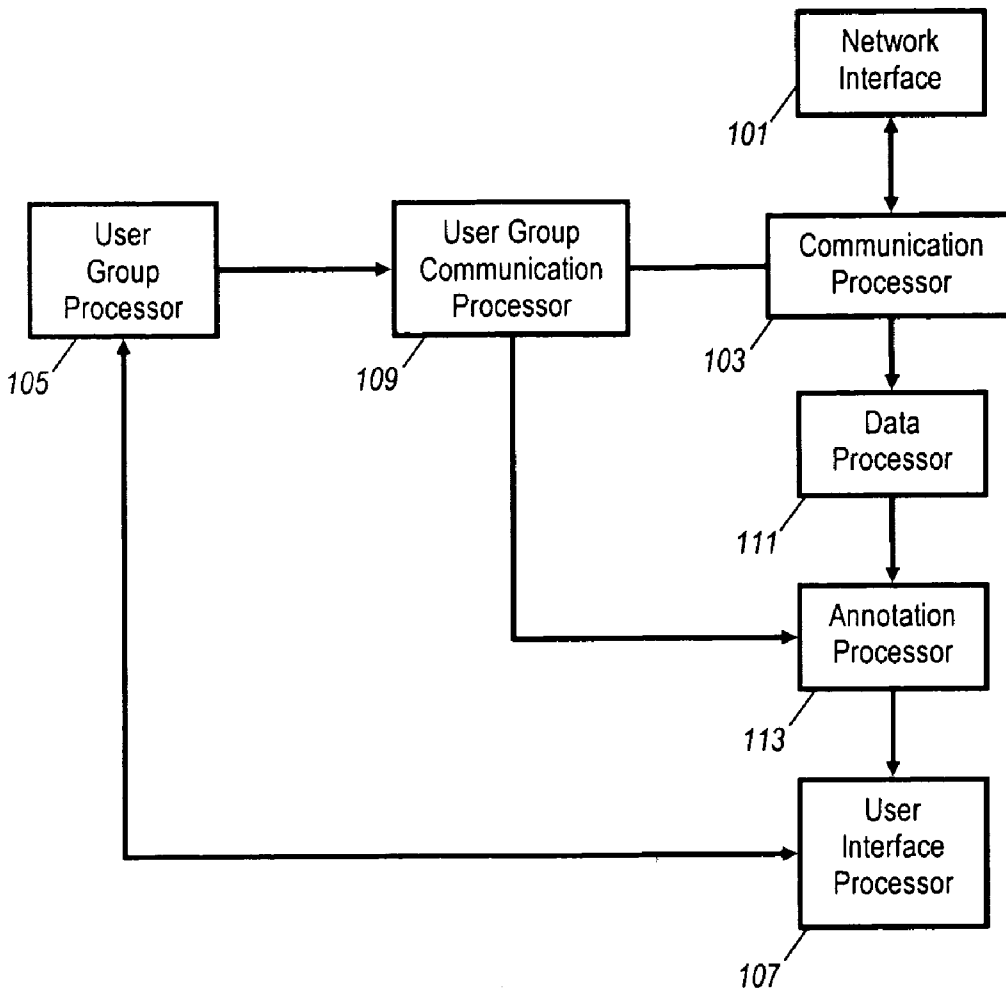 Network
Interface
101
User
Group
Processor
105
User Group
Communication
Processor
109
Communication
Processor
103
Data
Processor
111
Annotation
Processor
113
User
Interface
Processor
107